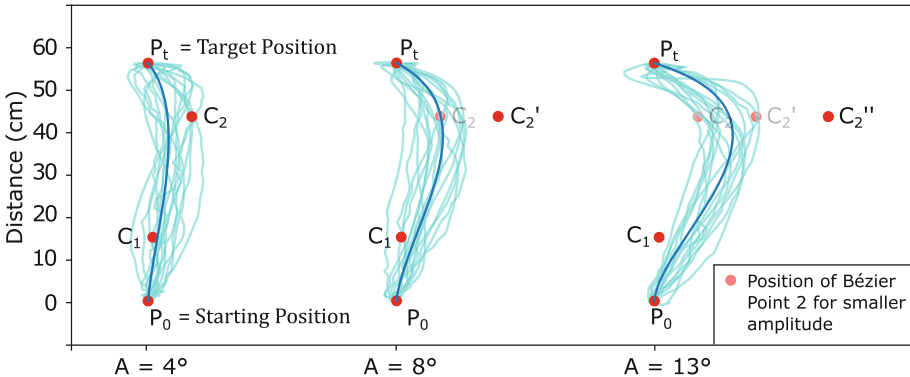 Distance (cm)
60
50
40
30
20
10
0
Pt = Target Position
C2
C1
P0 = Starting Position
A = 4°
Pt
C2
C2'
C1
P0
A = 8°
Pt
C2
C2'
C2''
C1
P0
A = 13°
Position of Bézier
Point 2 for smaller
amplitude